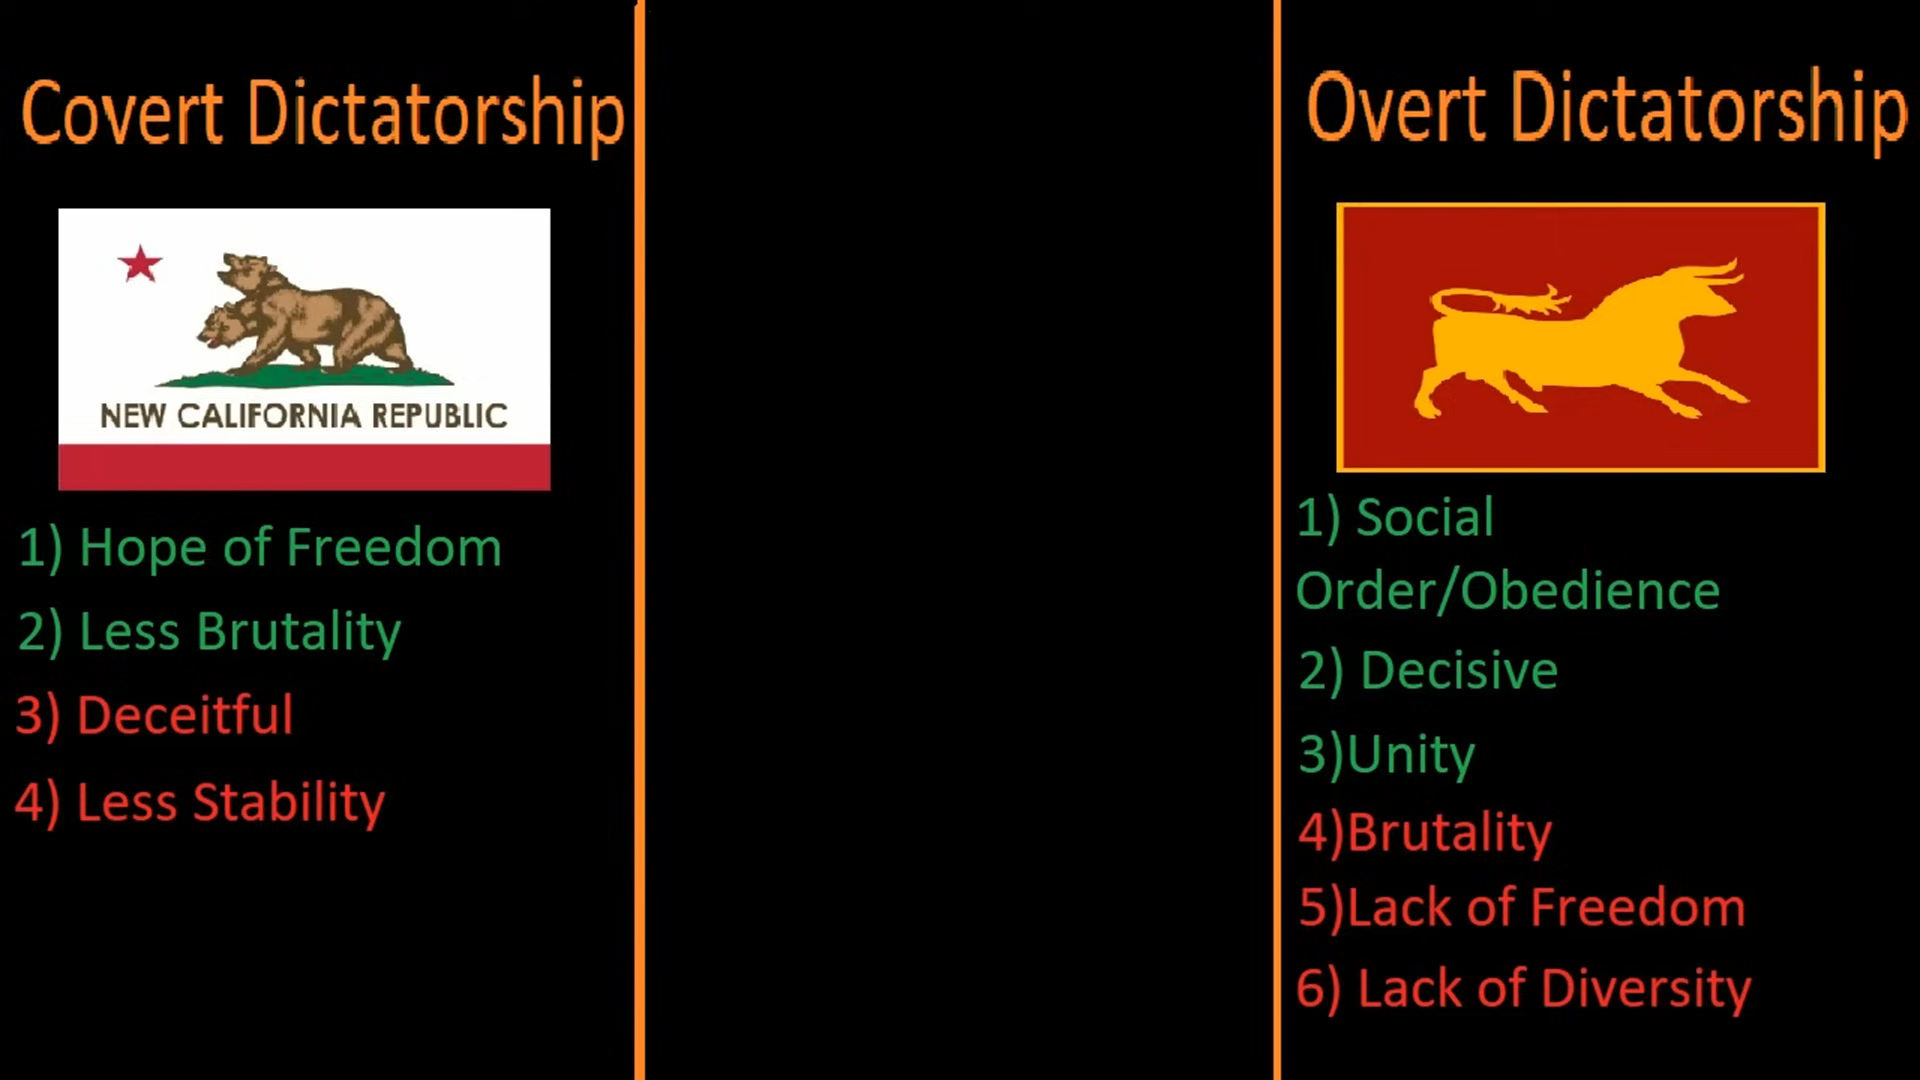 Covert Dictatorship
NEW CALIFORNIA REPUBLIC
1) Hope of Freedom
2) Less Brutality
3) Deceitful
4) Less Stability
Overt Dictatorship
1) Social
Order/Obedience
2) Decisive
3)Unity
4)Brutality
5)Lack of Freedom
6) Lack of Diversity